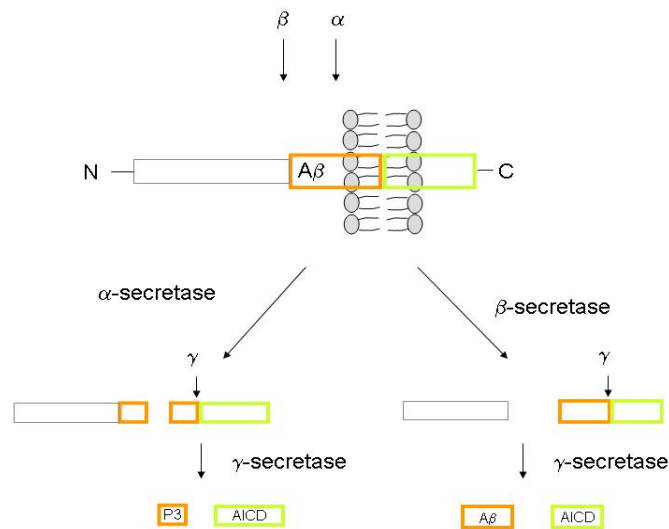 β α
N Aβ C
α-secretase β-secretase
γ γ
γ-secretase γ-secretase
P3 AICD Aβ AICD